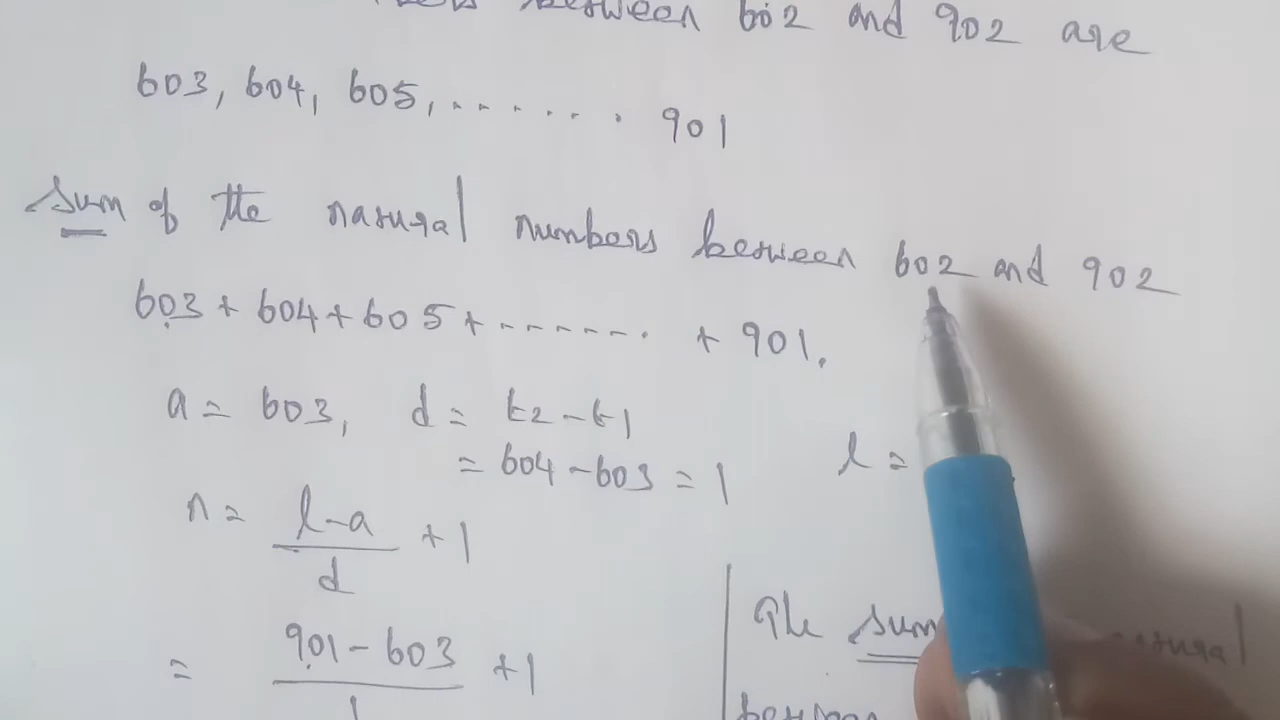 between 602 and 902 are
603, 604, 605, ....... 901
Sum of the natural numbers between 602 and 902
603 + 604 + 605 + ....... + 901.
a = 603, d = t2 - t1
= 604 - 603 = 1
l =
n = l - a / d + 1
= 901 - 603 / 1 + 1
The sum